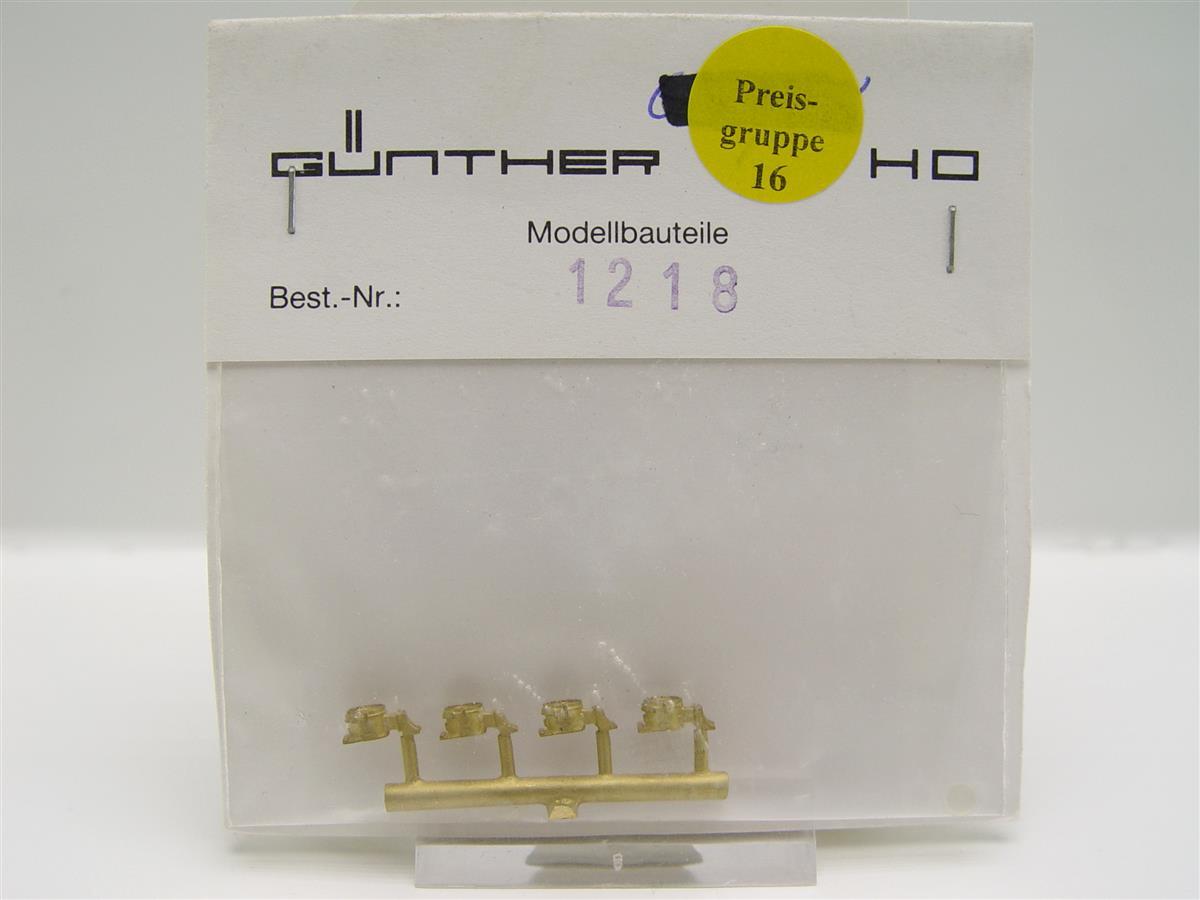 Preis-
gruppe
16
GÜNTHER HO
Modellbauteile
Best.-Nr.: 1218